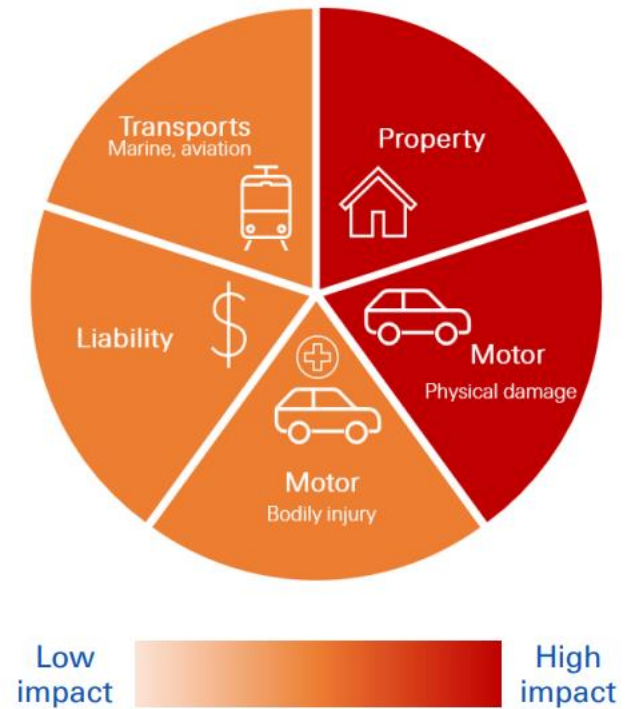 Transports
Marine, aviation
Property
Liability
$
Motor
Physical damage
Motor
Bodily injury
Low
impact
High
impact